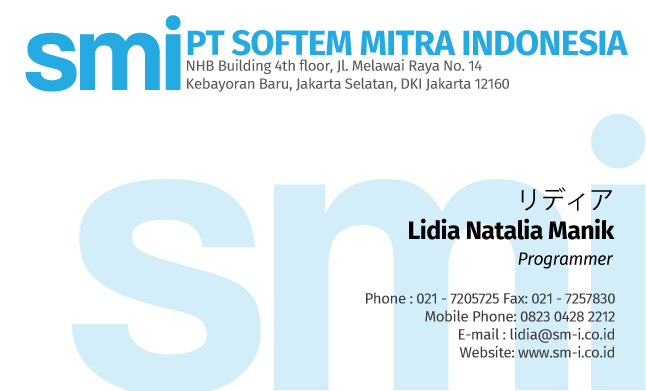 smi PT SOFTEM MITRA INDONESIA
NHB Building 4th floor, Jl. Melawai Raya No. 14
Kebayoran Baru, Jakarta Selatan, DKI Jakarta 12160
smi
リディア
Lidia Natalia Manik
Programmer
Phone : 021 - 7205725 Fax: 021 - 7257830
Mobile Phone: 0823 0428 2212
E-mail : lidia@sm-i.co.id
Website: www.sm-i.co.id